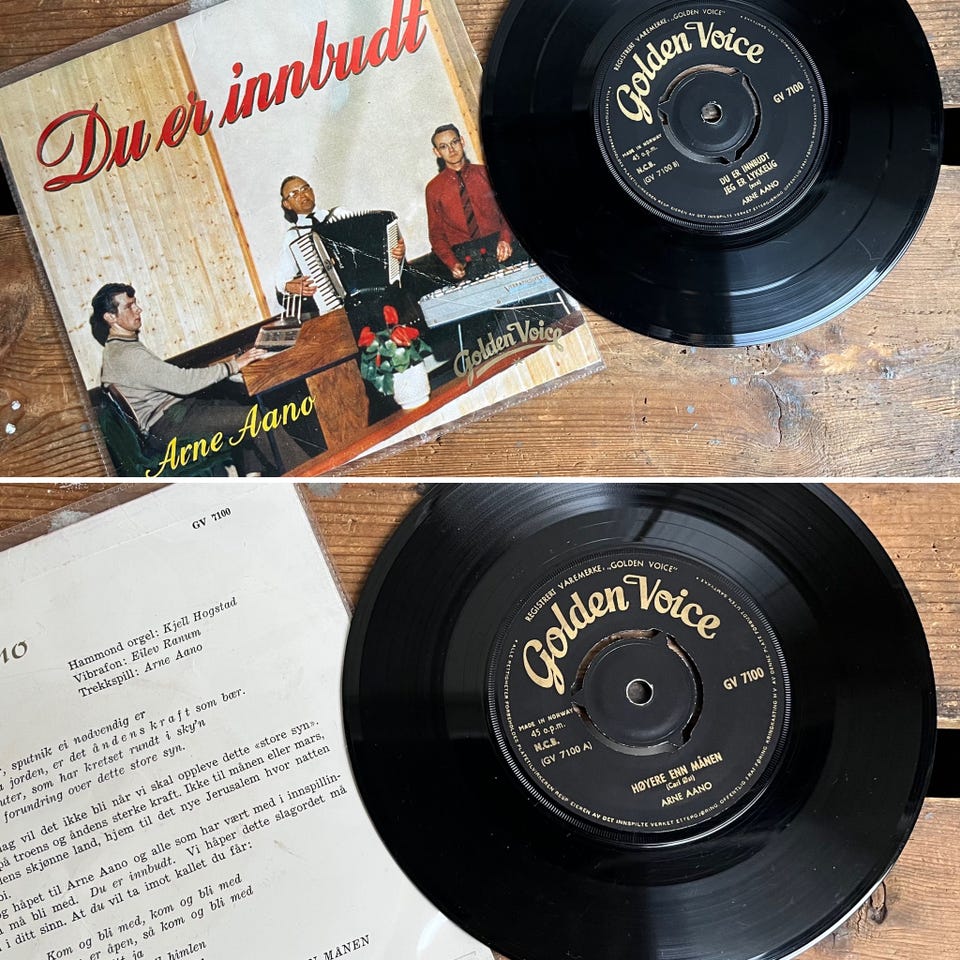 Du er innbudt
Arne Aano
Golden Voice
REGISTRERT VAREMERKE: „GOLDEN VOICE"
Golden Voice
GV 7100
MADE IN NORWAY
45 o.p.m.
N.C.B.
(GV 7100 B)
DU ER INNBUDT
JEG ER LYKKELIG
ARNE AANO
GV 7100
Hammond orgel: Kjell Hogstad
Vibrafon: Eilev Ranum
Trekkspill: Arne Aano
sputnik ei nødvendig er
jorden, er det åndens kraft som bær.
som har kretset rundt i sky'n
forundring over dette store syn.
vil det ikke bli når vi skal oppleve dette «store syn».
på troens og åndens sterke kraft. Ikke til månen eller mars,
skjønne land, hjem til det nye Jerusalem hvor natten
håpet til Arne Aano og alle som har vært med i innspillin-
må bli med. Du er innbudt. Vi håper dette slagordet må
i ditt sinn. At du vil ta imot kallet du får:
Kom og bli med, kom og bli med
er åpen, så kom og bli med
ja
himlen
MÅNEN
REGISTRERT VAREMERKE: „GOLDEN VOICE"
Golden Voice
GV 7100
MADE IN NORWAY
45 o.p.m.
N.C.B.
(GV 7100 A)
HØYERE ENN MÅNEN
(Carl Øst)
ARNE AANO